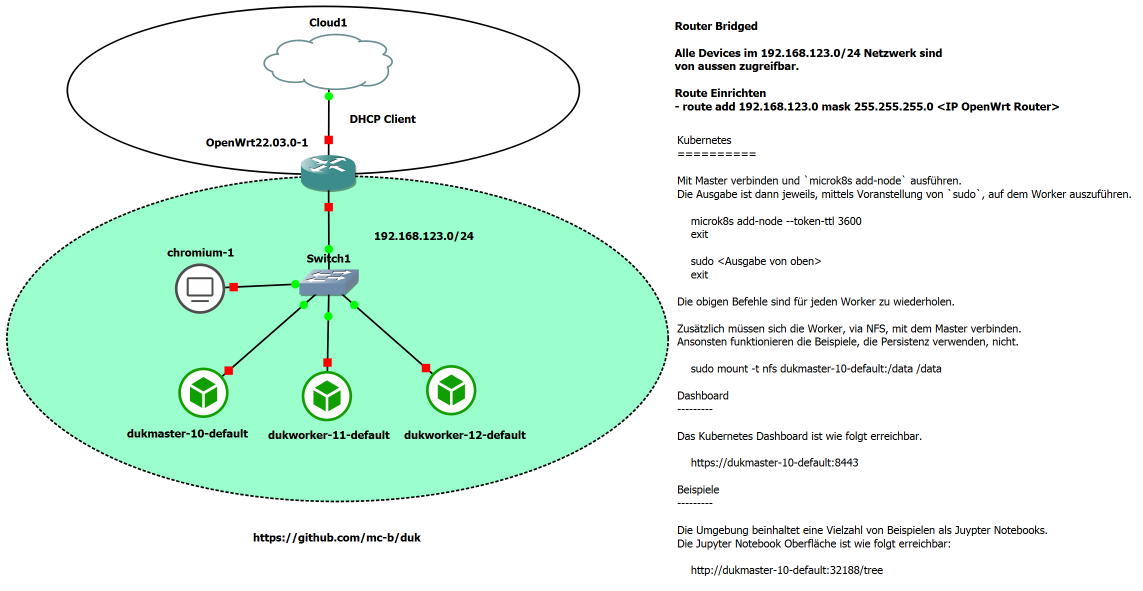 Cloud1
DHCP Client
OpenWrt22.03.0-1
192.168.123.0/24
chromium-1
Switch1
dukmaster-10-default
dukworker-11-default
dukworker-12-default
https://github.com/mc-b/duk
Router Bridged
Alle Devices im 192.168.123.0/24 Netzwerk sind
von aussen zugreifbar.
Route Einrichten
- route add 192.168.123.0 mask 255.255.255.0 <IP OpenWrt Router>
Kubernetes
==========
Mit Master verbinden und `microk8s add-node` ausführen.
Die Ausgabe ist dann jeweils, mittels Voranstellung von `sudo`, auf dem Worker auszuführen.
microk8s add-node --token-ttl 3600
exit
sudo <Ausgabe von oben>
exit
Die obigen Befehle sind für jeden Worker zu wiederholen.
Zusätzlich müssen sich die Worker, via NFS, mit dem Master verbinden.
Ansonsten funktionieren die Beispiele, die Persistenz verwenden, nicht.
sudo mount -t nfs dukmaster-10-default:/data /data
Dashboard
---------
Das Kubernetes Dashboard ist wie folgt erreichbar.
https://dukmaster-10-default:8443
Beispiele
---------
Die Umgebung beinhaltet eine Vielzahl von Beispielen als Juypter Notebooks.
Die Jupyter Notebook Oberfläche ist wie folgt erreichbar:
http://dukmaster-10-default:32188/tree